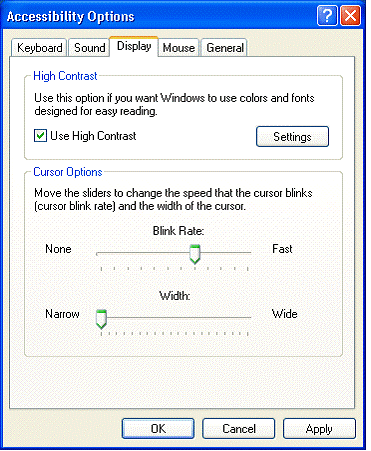 Accessibility Options
Keyboard Sound Display Mouse General
High Contrast
Use this option if you want Windows to use colors and fonts
designed for easy reading.
Use High Contrast Settings
Cursor Options
Move the sliders to change the speed that the cursor blinks
(cursor blink rate) and the width of the cursor.
Blink Rate:
None Fast
Width:
Narrow Wide
OK Cancel Apply